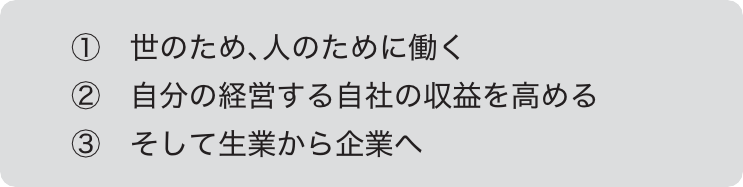 ① 世のため、人のために働く
② 自分の経営する自社の収益を高める
③ そして生業から企業へ